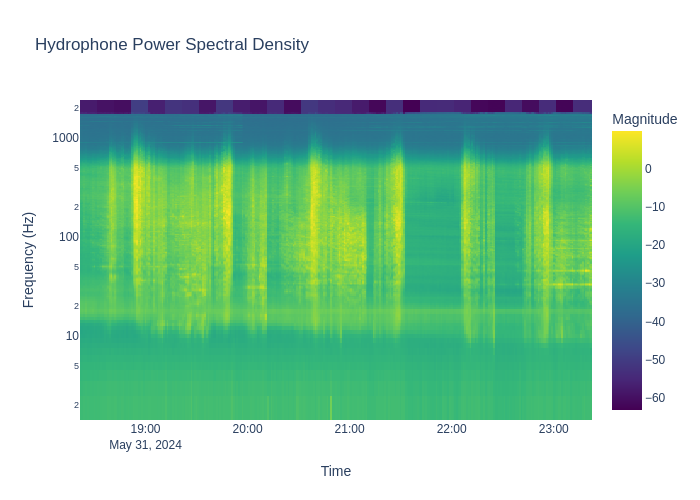 Hydrophone Power Spectral Density
Magnitude
2
1000
5
2
100
5
2
10
5
2
Frequency (Hz)
0
−10
−20
−30
−40
−50
−60
19:00 20:00 21:00 22:00 23:00
May 31, 2024
Time